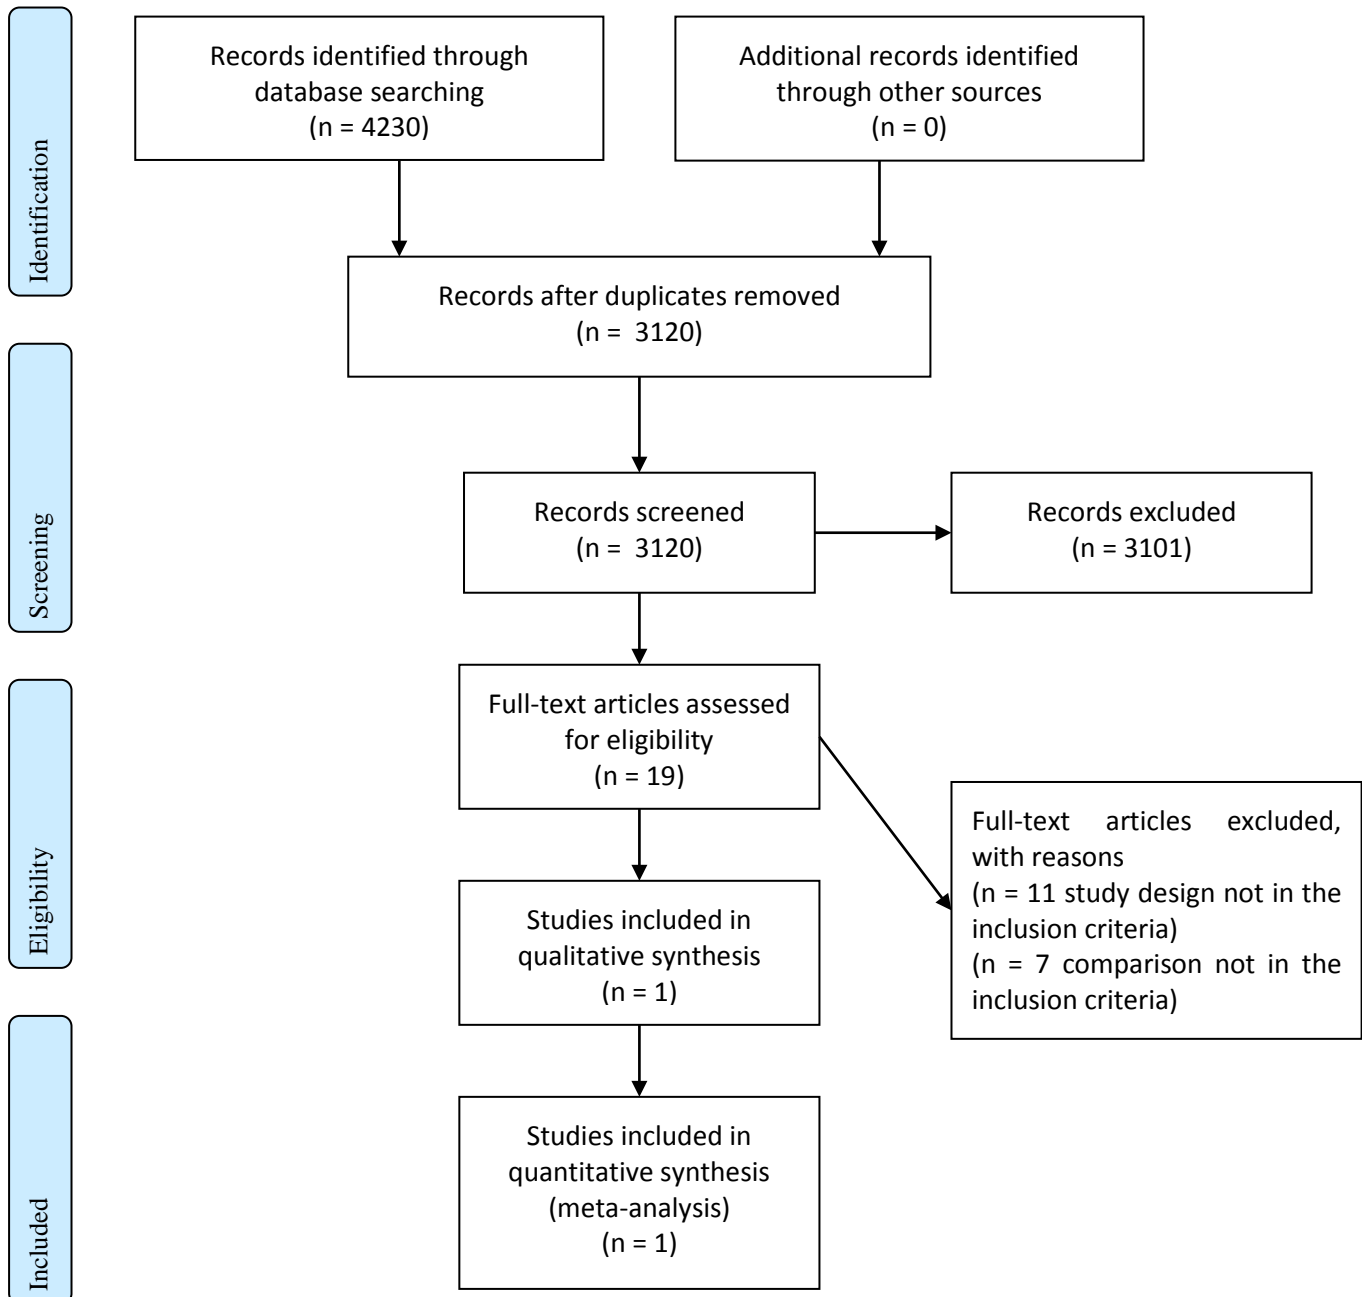 Identification
Records identified through
database searching
(n = 4230)
Additional records identified
through other sources
(n = 0)
Records after duplicates removed
(n = 3120)
Screening
Records screened
(n = 3120)
Records excluded
(n = 3101)
Eligibility
Full-text articles assessed
for eligibility
(n = 19)
Full-text articles excluded,
with reasons
(n = 11 study design not in the
inclusion criteria)
(n = 7 comparison not in the
inclusion criteria)
Studies included in
qualitative synthesis
(n = 1)
Included
Studies included in
quantitative synthesis
(meta-analysis)
(n = 1)